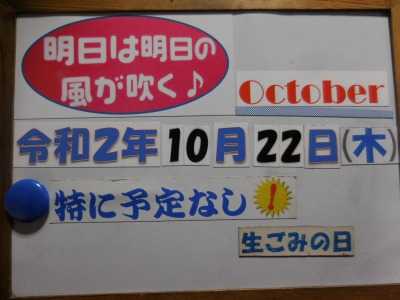 明日は明日の
風が吹く♪
October
令和2年10月22日(木)
特に予定なし!
生ごみの日